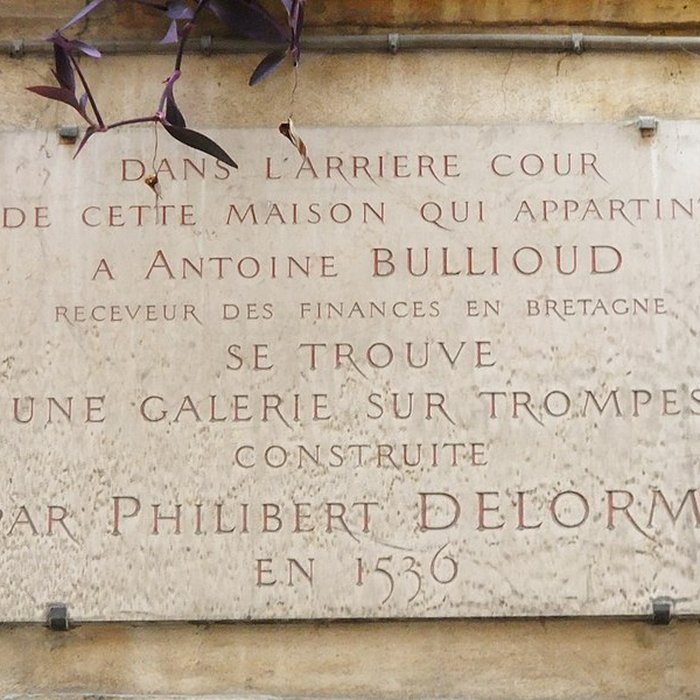 DANS L'ARRIERE COUR
DE CETTE MAISON QUI APPARTINT
A ANTOINE BULLIOUD
RECEVEUR DES FINANCES EN BRETAGNE
SE TROUVE
UNE GALERIE SUR TROMPES
CONSTRUITE
PAR PHILIBERT DELORM
EN 1536